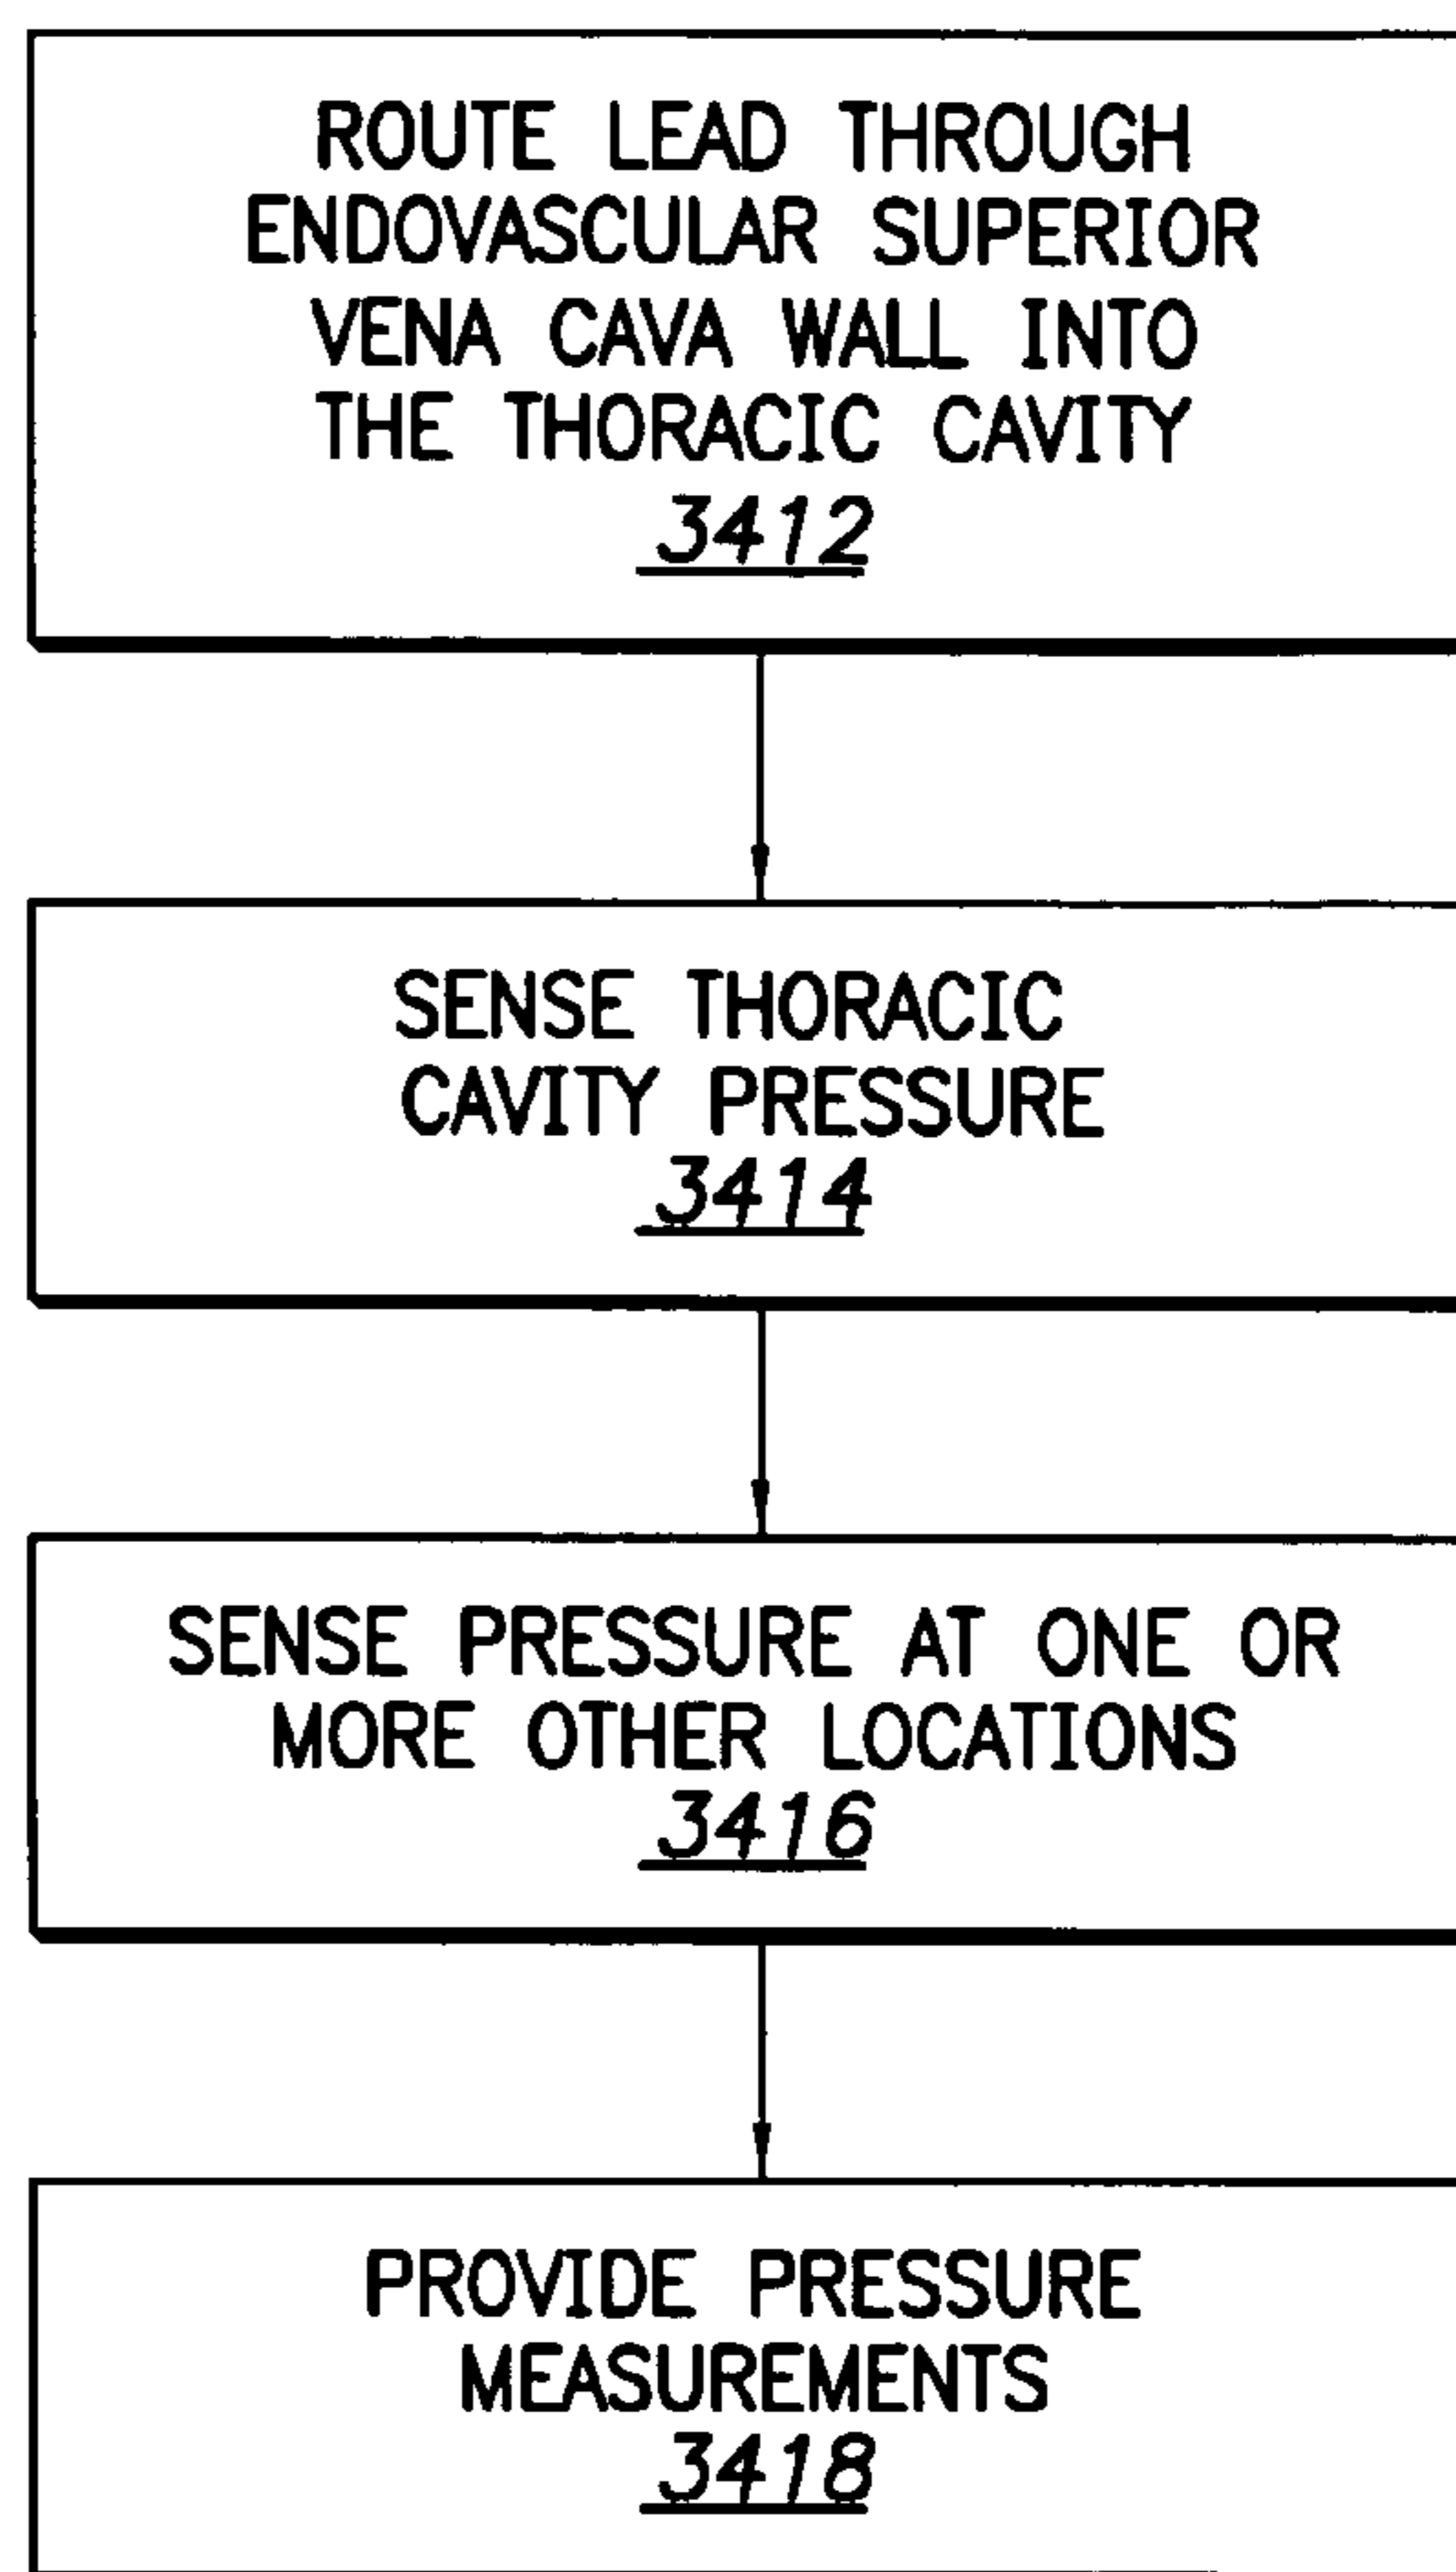 ROUTE LEAD THROUGH
ENDOVASCULAR SUPERIOR
VENA CAVA WALL INTO
THE THORACIC CAVITY
3412
SENSE THORACIC
CAVITY PRESSURE
3414
SENSE PRESSURE AT ONE OR
MORE OTHER LOCATIONS
3416
PROVIDE PRESSURE
MEASUREMENTS
3418